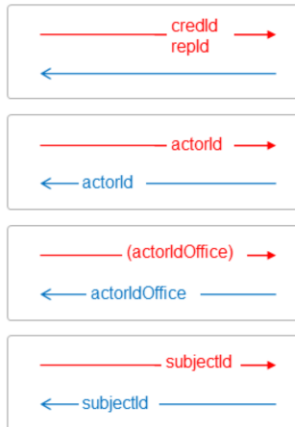 credId
repId
actorId
actorId
(actorIdOffice)
actorIdOffice
subjectId
subjectId